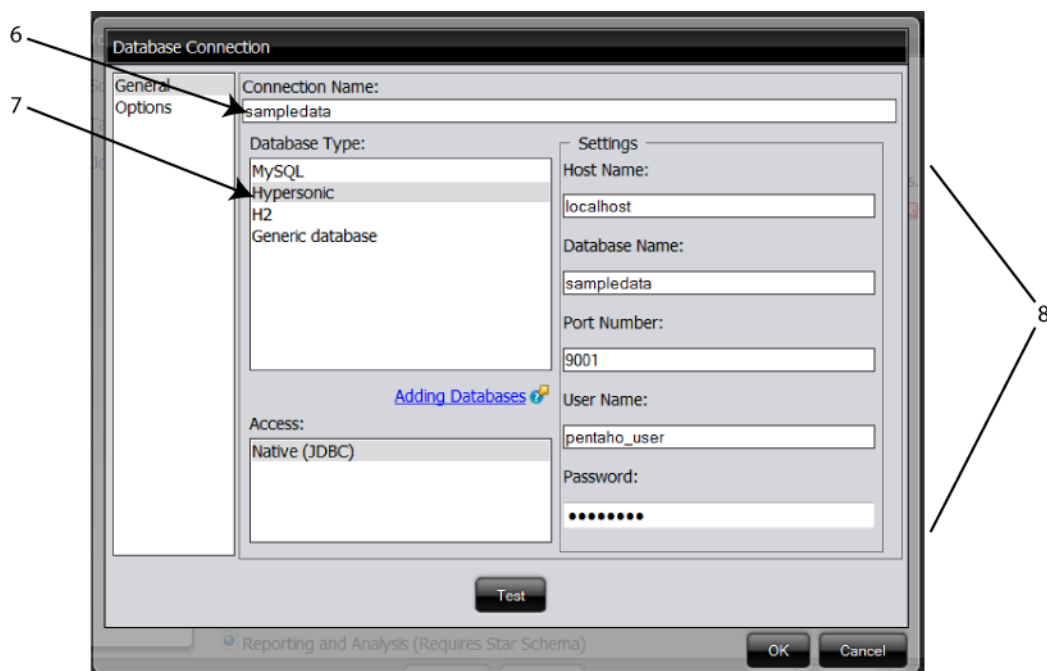 6
Database Connection
7
General
Options
Connection Name:
sampledata
Database Type:
MySQL
Hypersonic
H2
Generic database
Adding Databases
Access:
Native (JDBC)
Settings
Host Name:
localhost
Database Name:
sampledata
Port Number:
9001
User Name:
pentaho_user
Password:
••••••••
8
Test
Reporting and Analysis (Requires Star Schema)
OK
Cancel